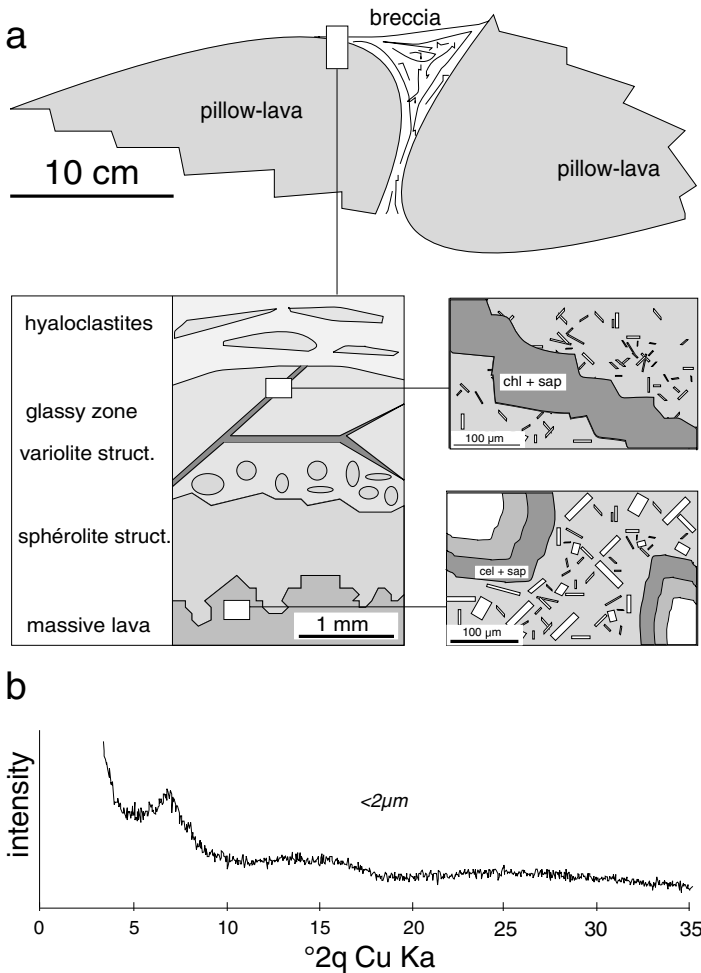 a
breccia
pillow-lava
pillow-lava
10 cm
hyaloclastites
glassy zone
variolite struct.
sphérolite struct.
massive lava
1 mm
chl + sap
100 µm
cel + sap
100 µm
b
intensity
<2µm
0 5 10 15 20 25 30 35
°2q Cu Ka